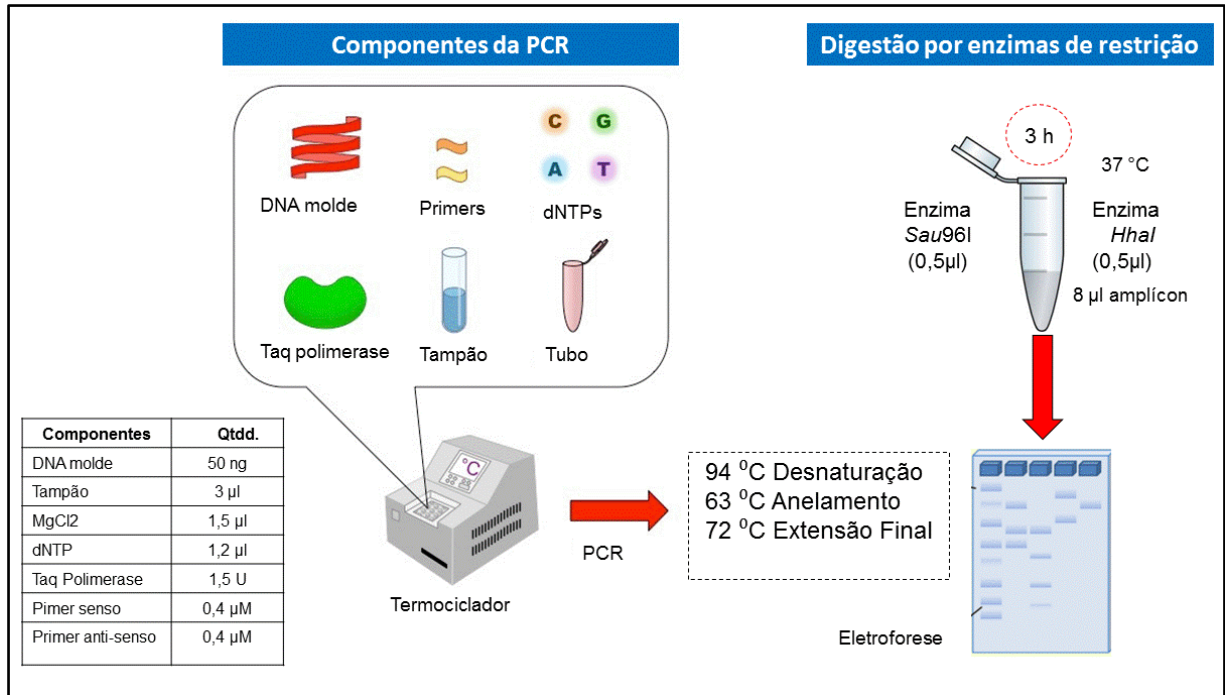 Componentes da PCR
C
G
A
T
DNA molde
Primers
dNTPs
Taq polimerase
Tampão
Tubo
Componentes Qtdd.
DNA molde 50 ng
Tampão 3 µl
MgCl2 1,5 µl
dNTP 1,2 µl
Taq Polimerase 1,5 U
Pimer senso 0,4 µM
Primer anti-senso 0,4 µM
°C
Termociclador
PCR
94 ⁰C Desnaturação
63 ⁰C Anelamento
72 ⁰C Extensão Final
Digestão por enzimas de restrição
3 h
37 °C
Enzima
Sau96I
(0,5µl)
Enzima
HhaI
(0,5µl)
8 µl amplícon
Eletroforese